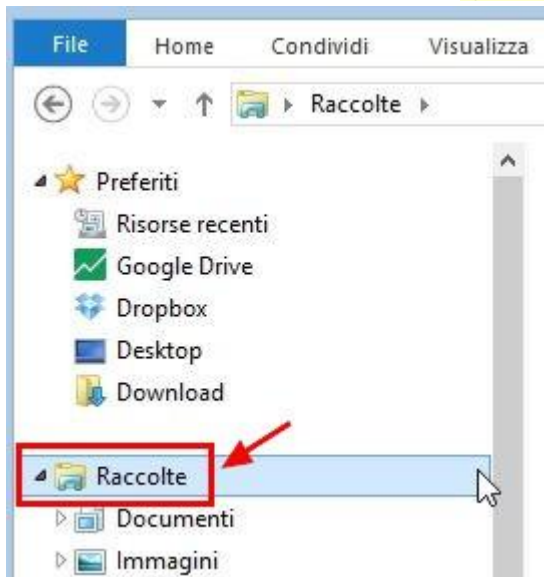 File Home Condividi Visualizza
Raccolte
Preferiti
Risorse recenti
Google Drive
Dropbox
Desktop
Download
Raccolte
Documenti
Immagini